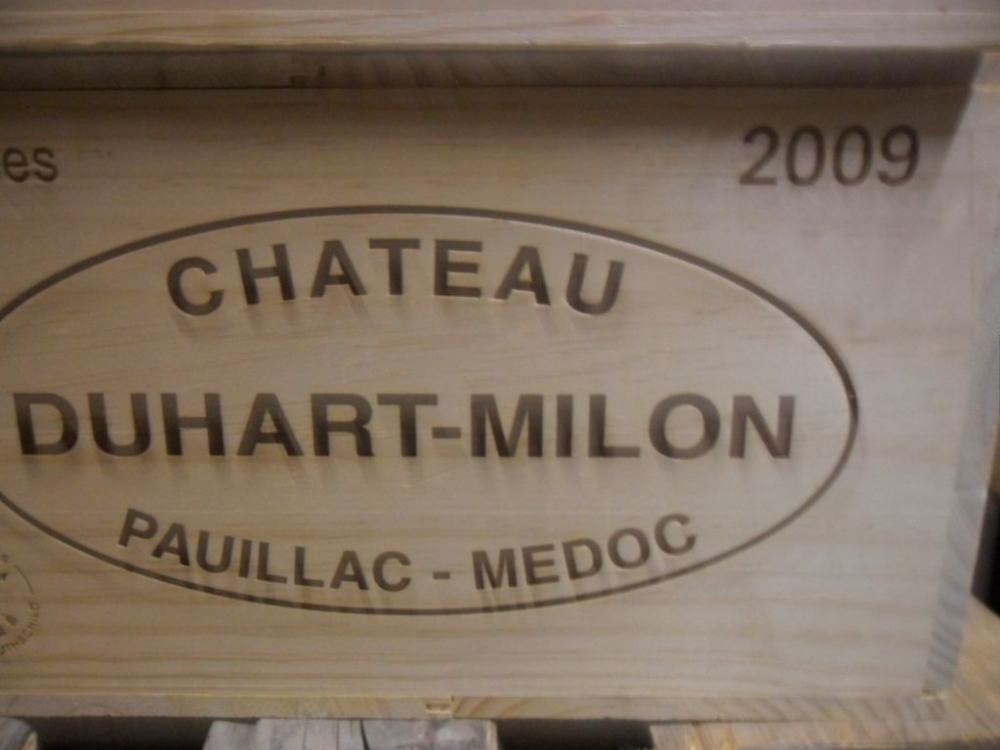 es
2009
CHATEAU
DUHART-MILON
PAUILLAC - MEDOC